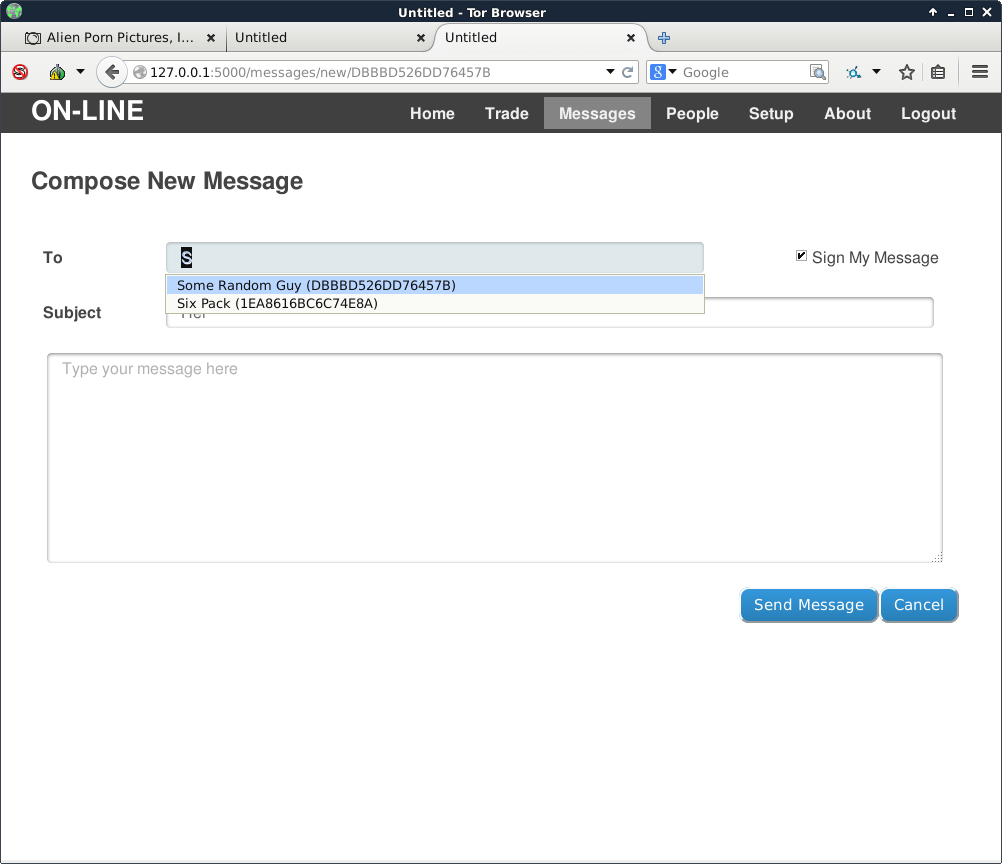 Untitled - Tor Browser
Alien Porn Pictures, I...
Untitled
Untitled
127.0.0.1:5000/messages/new/DBBBD526DD76457B
8
Google
ON-LINE
Home Trade Messages People Setup About Logout
Compose New Message
To
S
Sign My Message
Some Random Guy (DBBBD526DD76457B)
Six Pack (1EA8616BC6C74E8A)
Subject
Type your message here
Send Message
Cancel